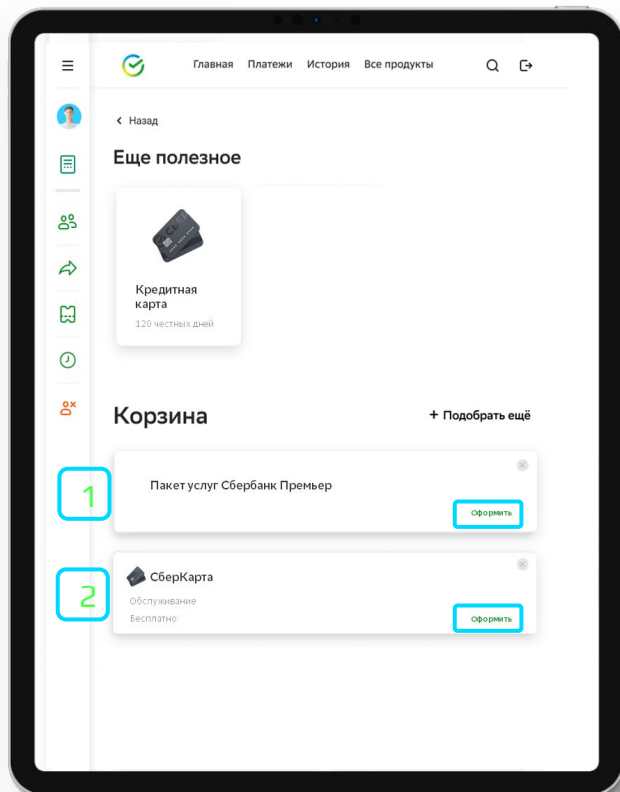 Главная Платежи История Все продукты
Назад
Еще полезное
Кредитная
карта
120 честных дней
Корзина
+ Подобрать ещё
1
Пакет услуг Сбербанк Премьер
Оформить
2
СберКарта
Обслуживание
Бесплатно
Оформить